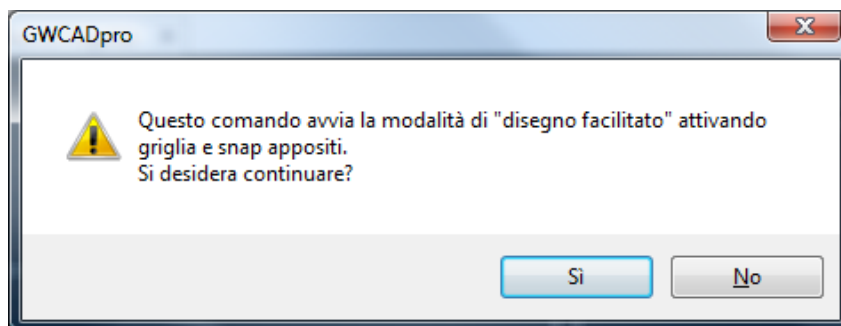 GWCADpro
Questo comando avvia la modalità di "disegno facilitato" attivando
griglia e snap appositi.
Si desidera continuare?
Sì
No